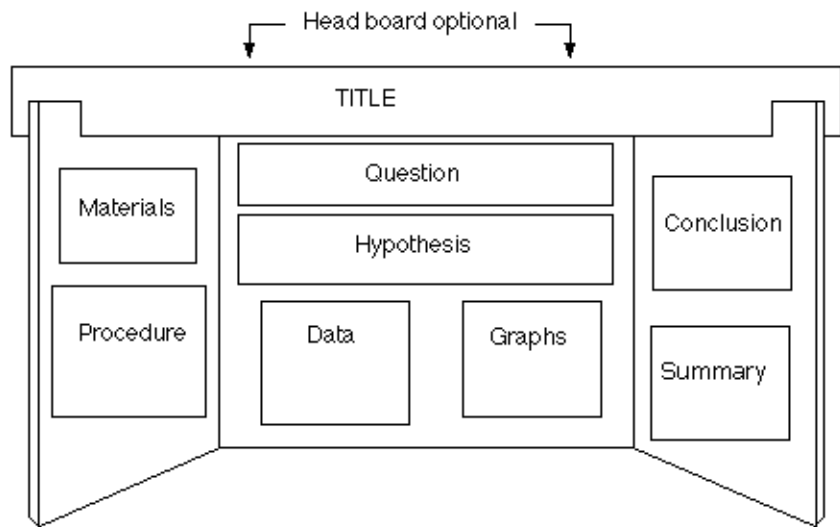 Head board optional
TITLE
Question
Materials
Hypothesis
Conclusion
Procedure
Data
Graphs
Summary